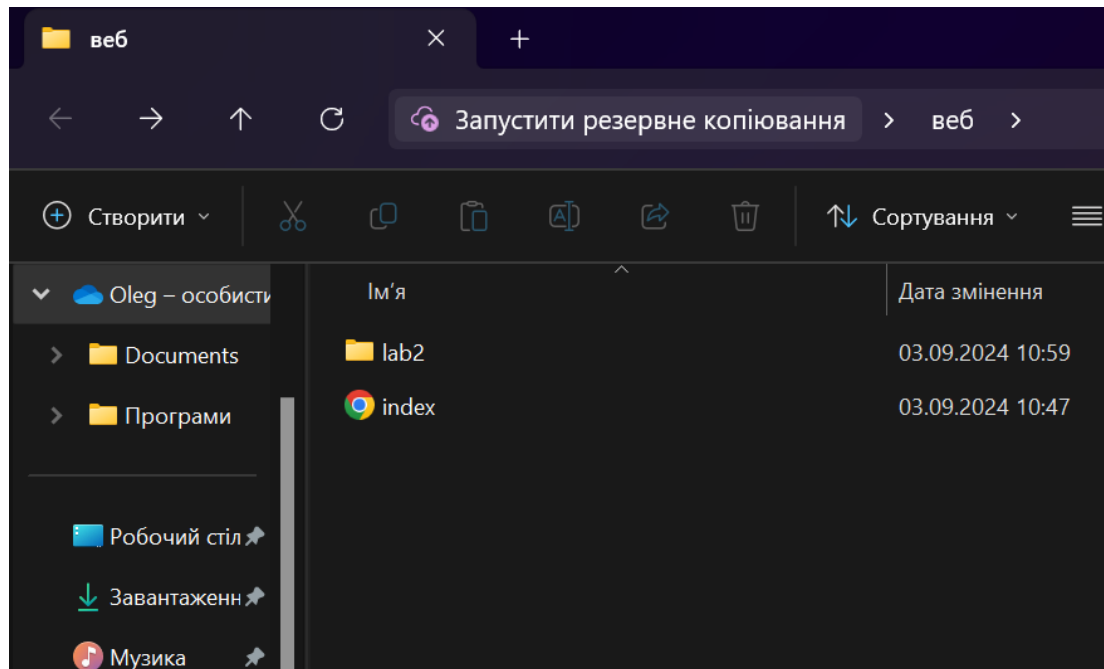 веб
Запустити резервне копіювання > веб >
Створити
Сортування
Oleg – особисти
Documents
Програми
Робочий стіл
Завантаженн
Музика
Ім’я
Дата змінення
lab2 03.09.2024 10:59
index 03.09.2024 10:47